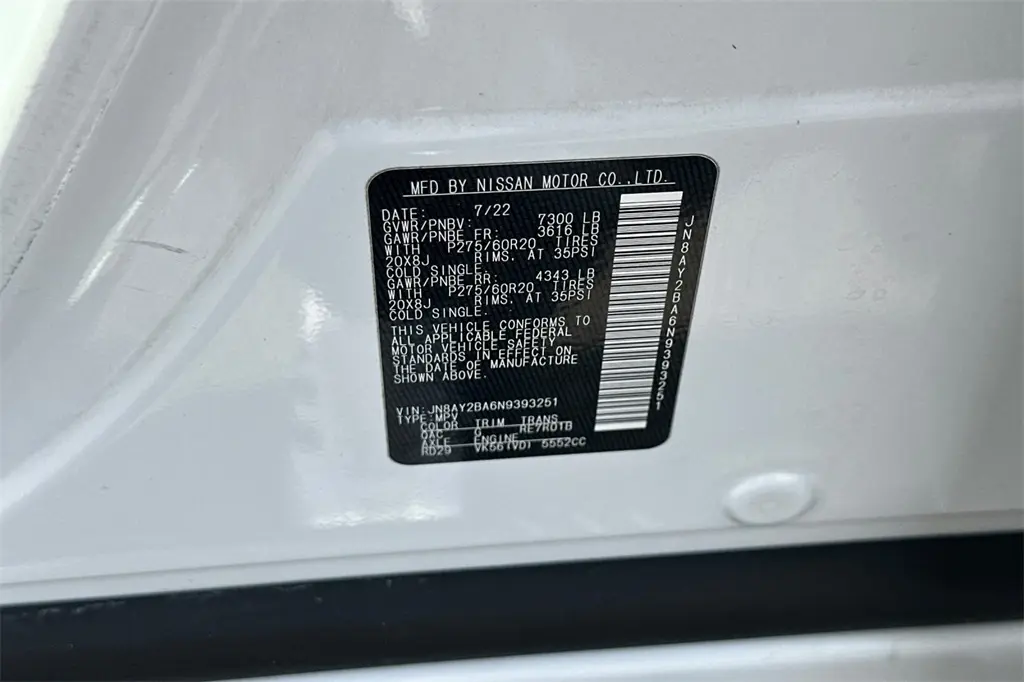 MFD BY NISSAN MOTOR CO.,LTD.
DATE: 7/22
GVWR/PNBV: 7300 LB
GAWR/PNBE FR: 3616 LB
WITH P275/60R20 TIRES
20X8J RIMS. AT 35PSI
COLD SINGLE.
GAWR/PNBE RR: 4343 LB
WITH P275/60R20 TIRES
20X8J RIMS. AT 35PSI
COLD SINGLE.
THIS VEHICLE CONFORMS TO
ALL APPLICABLE FEDERAL
MOTOR VEHICLE SAFETY
STANDARDS IN EFFECT ON
THE DATE OF MANUFACTURE
SHOWN ABOVE.
VIN:JN8AY2BA6N9393251
TYPE:MPV
COLOR TRIM TRANS
QAC G RE7R01B
AXLE ENGINE
RD29 VK56(VD) 5552CC
JN8AY2BA6N9393251